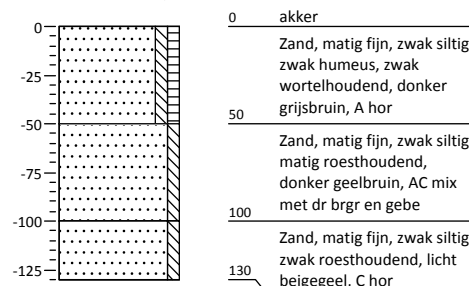 0
-25
-50
-75
-100
-125
0 akker
Zand, matig fijn, zwak siltig
zwak humeus, zwak
wortelhoudend, donker
grijsbruin, A hor
50
Zand, matig fijn, zwak siltig
matig roesthoudend,
donker geelbruin, AC mix
met dr brgr en gebe
100
Zand, matig fijn, zwak siltig
zwak roesthoudend, licht
130 beigegeel, C hor